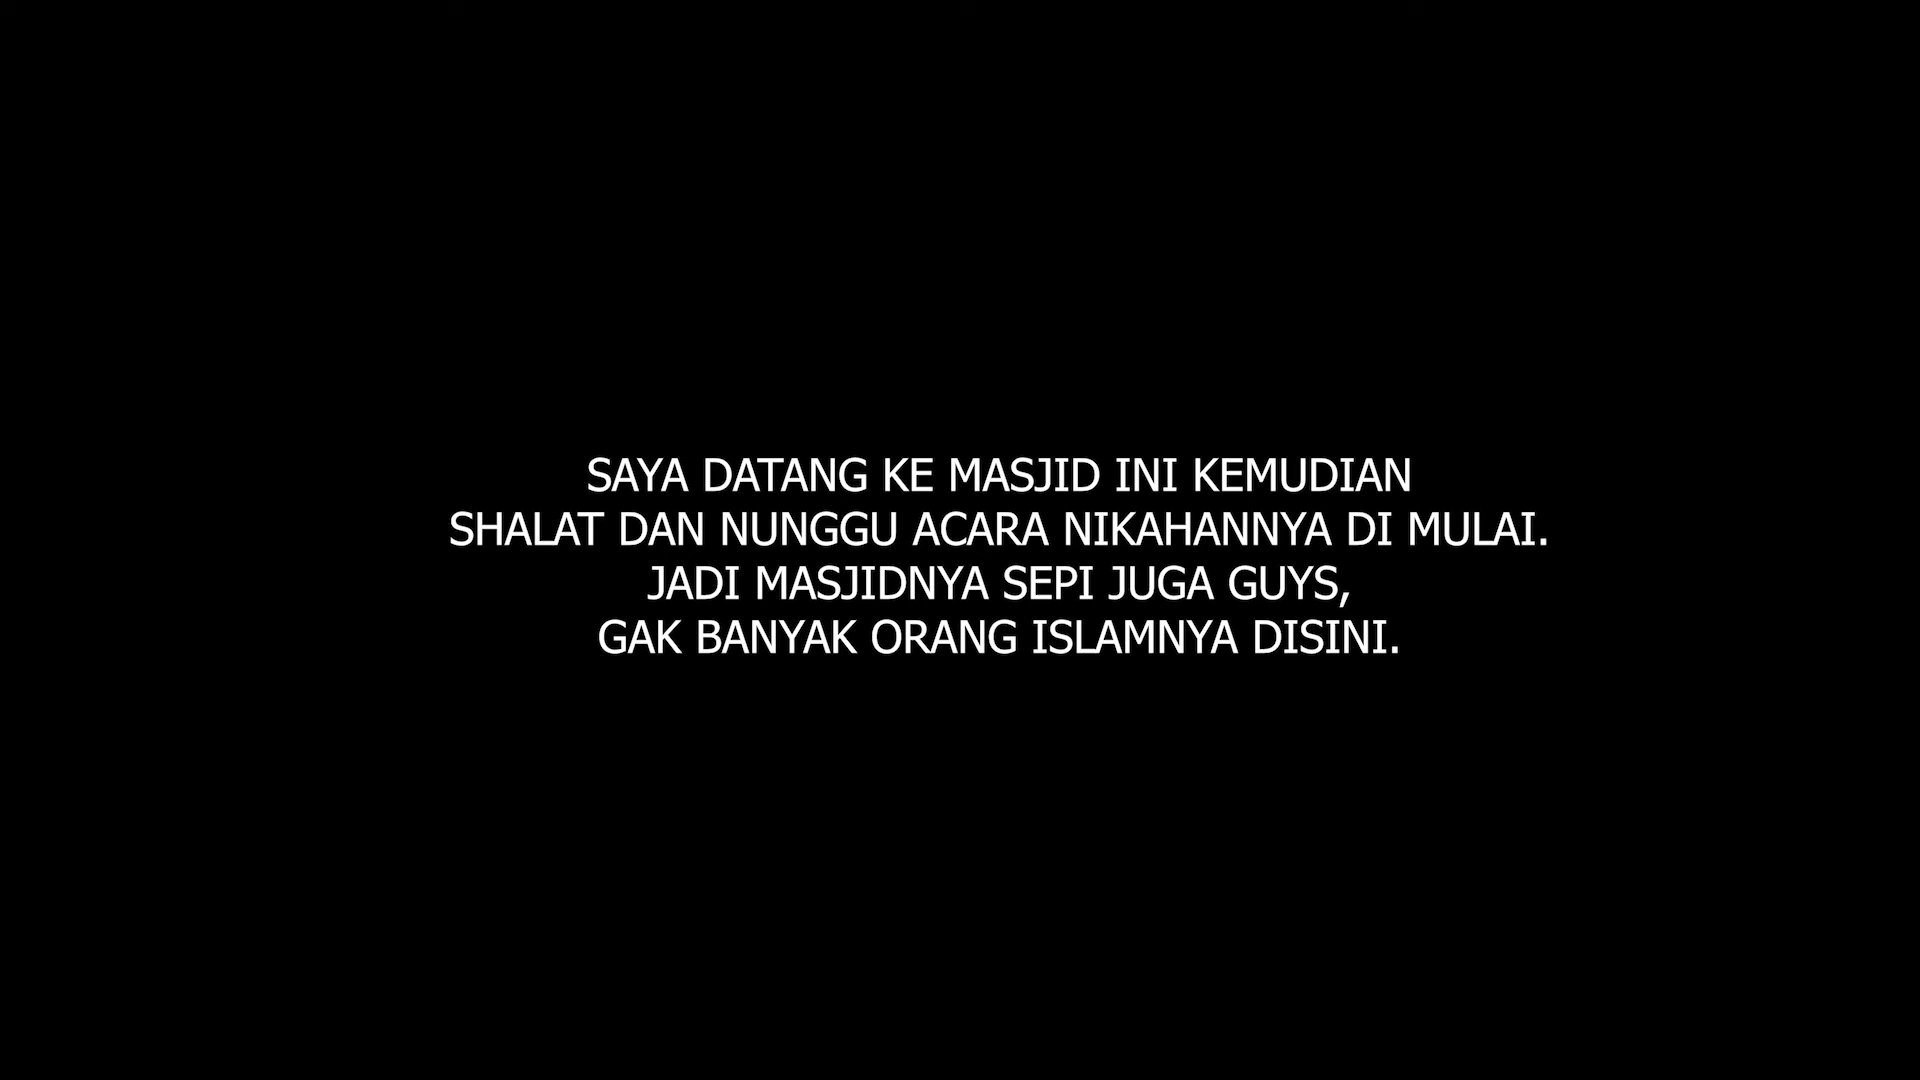 SAYA DATANG KE MASJID INI KEMUDIAN
SHALAT DAN NUNGGU ACARA NIKAHANNYA DI MULAI.
JADI MASJIDNYA SEPI JUGA GUYS,
GAK BANYAK ORANG ISLAMNYA DISINI.